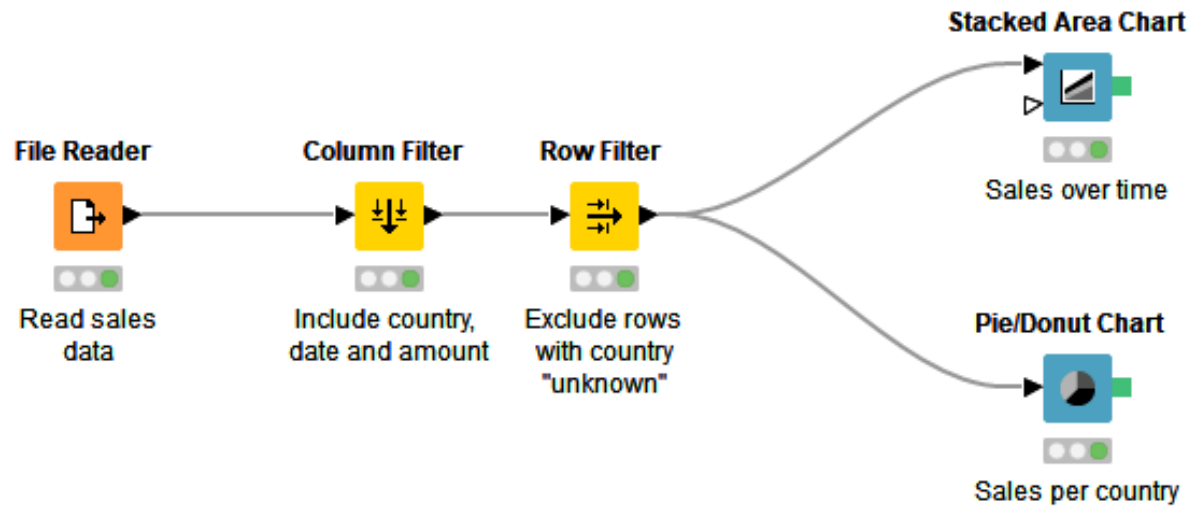 Stacked Area Chart
Sales over time
File Reader
Read sales
data
Column Filter
Include country,
date and amount
Row Filter
Exclude rows
with country
"unknown"
Pie/Donut Chart
Sales per country